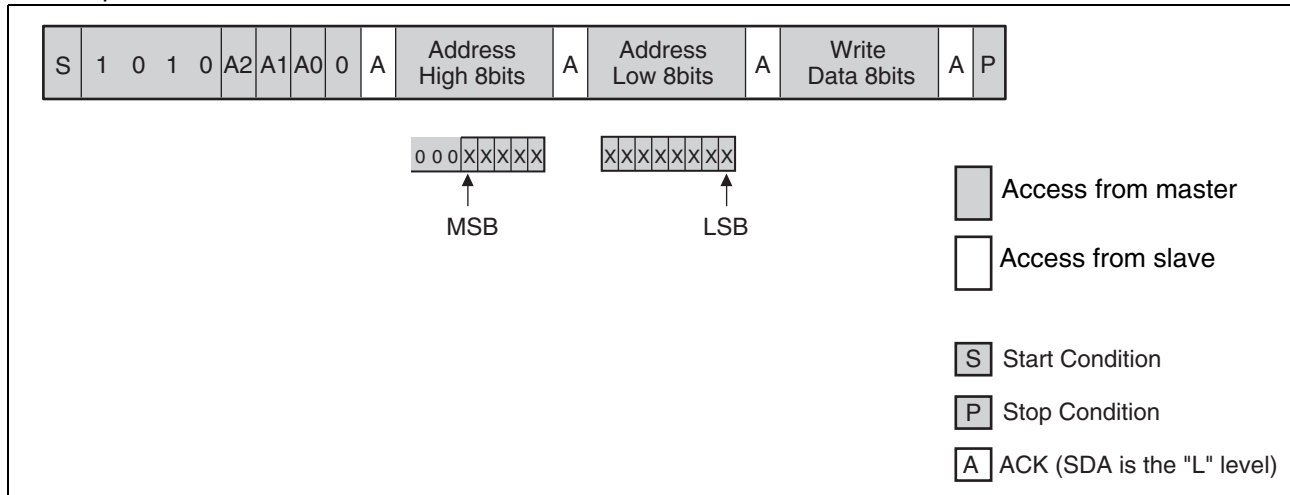 S 1 0 1 0 A2 A1 A0 0 A Address High 8bits A Address Low 8bits A Write Data 8bits A P
0 0 0 X X X X X X X X X X X X X
MSB LSB
Access from master
Access from slave
S Start Condition
P Stop Condition
A ACK (SDA is the "L" level)